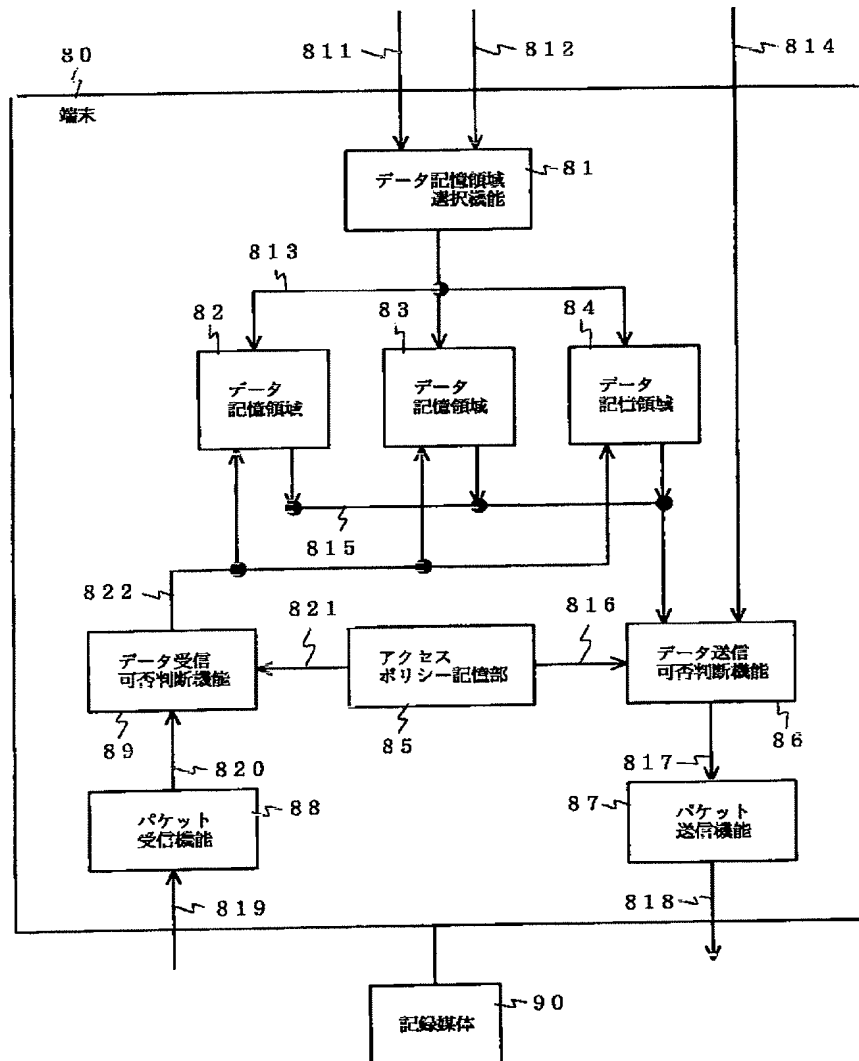 80
811
812
814
端末
データ記憶領域
選択機能
81
813
82
83
84
データ
記憶領域
データ
記憶領域
データ
記憶領域
815
822
821
816
データ受信
可否判断機能
アクセス
ポリシー記憶部
データ送信
可否判断機能
89
85
86
820
817
パケット
受信機能
88
87
パケット
送信機能
819
818
記録媒体
90